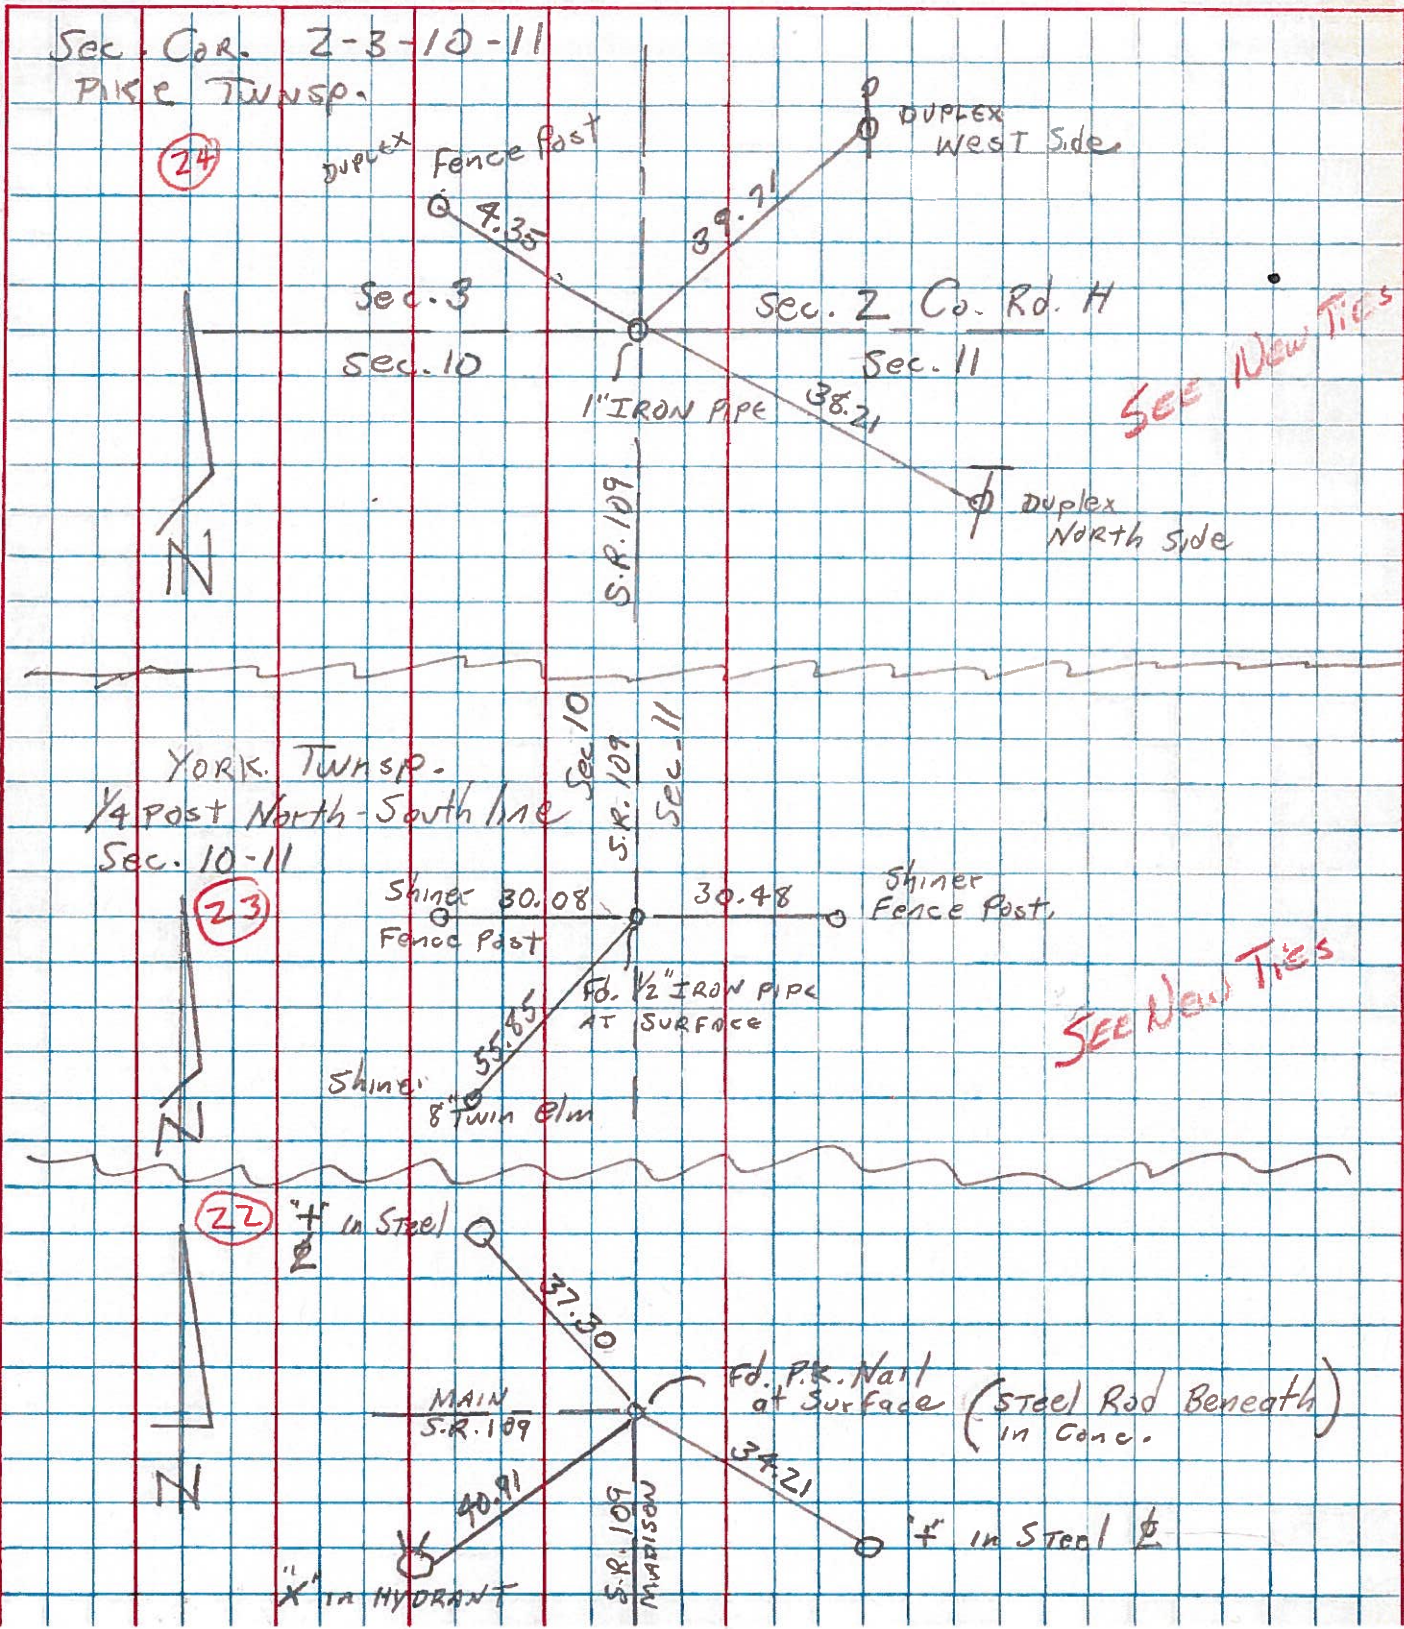 Sec. Cor. 2-3-10-11
Pike Twnsp.
24
DUPLEX Fence Post
DUPLEX
West Side
4.35
39.71
Sec. 3
Sec. 2 Co. Rd. H
Sec. 10
Sec. 11
1" IRON PIPE
38.21
SEE NEW TIES
S.R. 109
Duplex
North Side
N
Sec 10
S.R. 109
Sec. 11
YORK. Twnsp.
1/4 post North-South line
Sec. 10-11
23
Shiner 30.08
Fence Post
30.48
Shiner
Fence Post.
Fd. 1/2" IRON PIPE
AT SURFACE
55.85
SEE NEW TIES
Shiner
8" Twin elm
N
22
"+" in Steel
37.30
MAIN
S.R. 109
Fd. P.K. Nail
at Surface
(Steel Rod Beneath)
in Conc.
34.21
40.91
N
S.R. 109
MADISON
"+" in Steel
"X" in HYDRANT